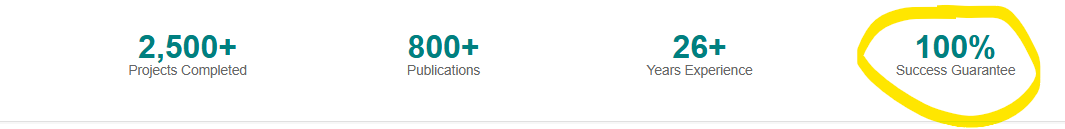 2,500+ 800+ 26+ 100%
Projects Completed Publications Years Experience Success Guarantee